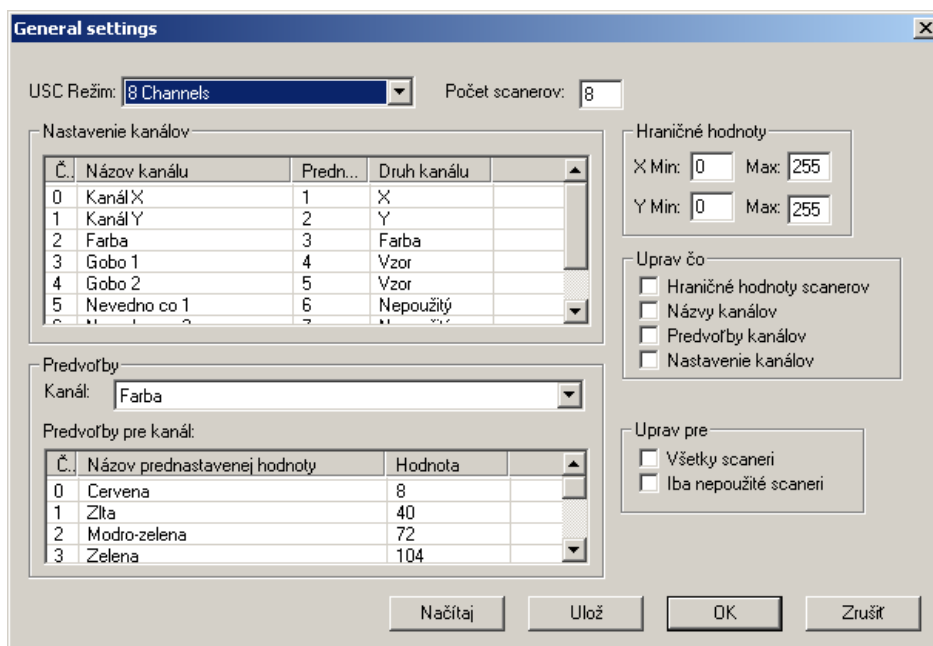 General settings
USC Režim: 8 Channels Počet scanerov: 8
Nastavenie kanálov
Č.. Názov kanálu Predn... Druh kanálu
0 Kanál X 1 X
1 Kanál Y 2 Y
2 Farba 3 Farba
3 Gobo 1 4 Vzor
4 Gobo 2 5 Vzor
5 Nevedno co 1 6 Nepoužitý
Hraničné hodnoty
X Min: 0 Max: 255
Y Min: 0 Max: 255
Uprav čo
Hraničné hodnoty scanerov
Názvy kanálov
Predvoľby kanálov
Nastavenie kanálov
Predvoľby
Kanál: Farba
Predvoľby pre kanál:
Č.. Názov prednastavenej hodnoty Hodnota
0 Cervena 8
1 Zlta 40
2 Modro-zelena 72
3 Zelena 104
Uprav pre
Všetky scaneri
Iba nepoužité scaneri
Načítaj Ulož OK Zrušiť